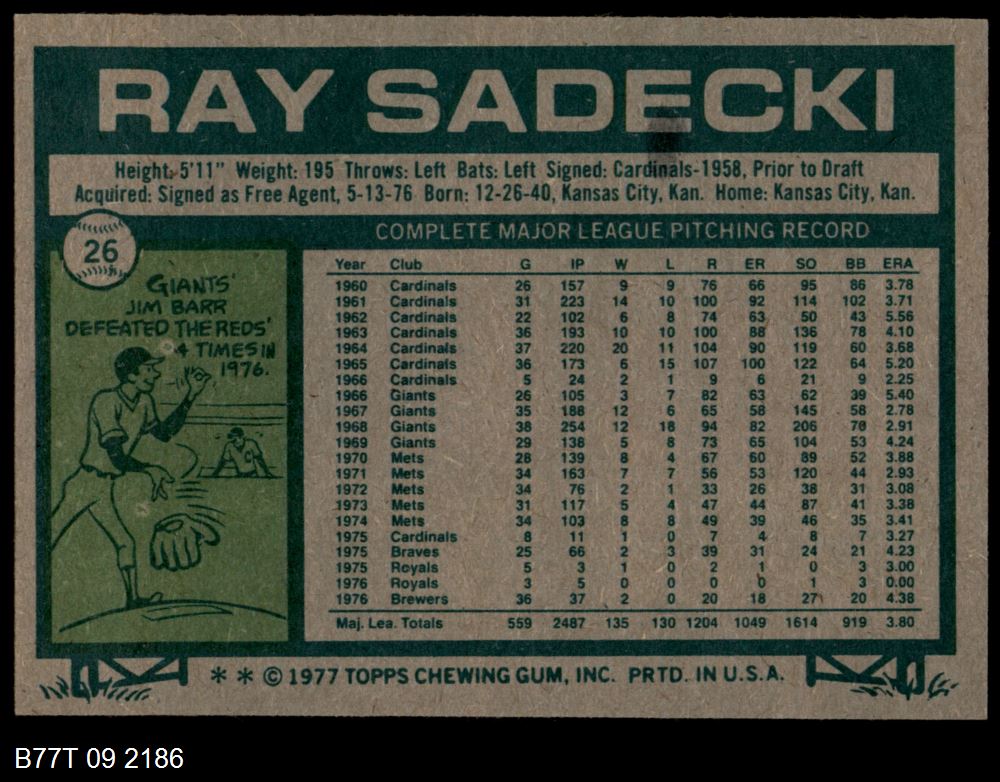 RAY SADECKI
Height: 5'11" Weight: 195 Throws: Left Bats: Left Signed: Cardinals-1958, Prior to Draft
Acquired: Signed as Free Agent, 5-13-76 Born: 12-26-40, Kansas City, Kan. Home: Kansas City, Kan.
26
GIANTS'
JIM BARR
DEFEATED THE REDS'
4 TIMES IN
1976.
COMPLETE MAJOR LEAGUE PITCHING RECORD
Year Club G IP W L R ER SO BB ERA
1960 Cardinals 26 157 9 9 76 66 95 86 3.78
1961 Cardinals 31 223 14 10 100 92 114 102 3.71
1962 Cardinals 22 102 6 8 74 63 50 43 5.56
1963 Cardinals 36 193 10 10 100 88 136 78 4.10
1964 Cardinals 37 220 20 11 104 90 119 60 3.68
1965 Cardinals 36 173 6 15 107 100 122 64 5.20
1966 Cardinals 5 24 2 1 9 6 21 9 2.25
1966 Giants 26 105 3 7 82 63 62 39 5.40
1967 Giants 35 188 12 6 65 58 145 58 2.78
1968 Giants 38 254 12 18 94 82 206 70 2.91
1969 Giants 29 138 5 8 73 65 104 53 4.24
1970 Mets 28 139 8 4 67 60 89 52 3.88
1971 Mets 34 163 7 7 56 53 120 44 2.93
1972 Mets 34 76 2 1 33 26 38 31 3.08
1973 Mets 31 117 5 4 47 44 87 41 3.38
1974 Mets 34 103 8 8 49 39 46 35 3.41
1975 Cardinals 8 11 1 0 7 4 8 7 3.27
1975 Braves 25 66 2 3 39 31 24 21 4.23
1975 Royals 5 3 1 0 2 1 0 3 3.00
1976 Royals 3 5 0 0 0 0 1 3 0.00
1976 Brewers 36 37 2 0 20 18 27 20 4.38
Maj. Lea. Totals 559 2487 135 130 1204 1049 1614 919 3.80
* * © 1977 TOPPS CHEWING GUM, INC. PRTD. IN U.S.A.
B77T 09 2186